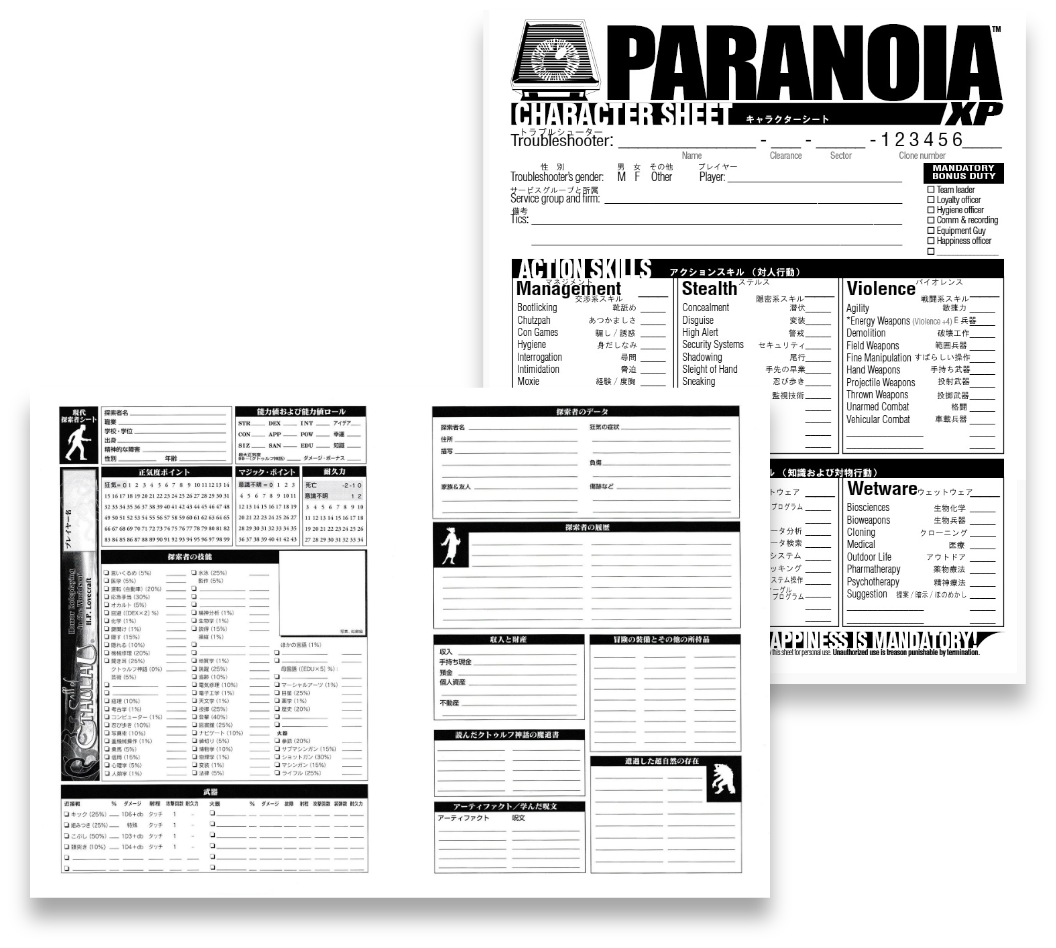 PARANOIA™
XP
CHARACTER SHEET キャラクターシート
トラブルシューター
Troubleshooter: - - -123456
Name Clearance Sector Clone number
性 別 男 女 その他 プレイヤー
Troubleshooter's gender: M F Other Player:
サービスグループと所属
Service group and firm:
備考
Tics:
MANDATORY
BONUS DUTY
Team leader
Loyalty officer
Hygiene officer
Comm & recording
Equipment Guy
Happiness officer
ACTION SKILLS アクションスキル (対人行動)
マネジメント
Management
交渉系スキル
Bootlicking 靴舐め
Chutzpah あつかましさ
Con Games 騙し / 誘惑
Hygiene 身だしなみ
Interrogation 尋問
Intimidation 脅迫
Moxie 経験 / 度胸
Stealth ステルス
隠密系スキル
Concealment 潜伏
Disguise 変装
High Alert 警戒
Security Systems セキュリティ
Shadowing 尾行
Sleight of Hand 手先の早業
Sneaking 忍び歩き
監視技術
Violence バイオレンス
戦闘系スキル
Agility 敏捷力
*Energy Weapons (Violence +4) E 兵器
Demolition 破壊工作
Field Weapons 範囲兵器
Fine Manipulation すばらしい操作
Hand Weapons 手持ち武器
Projectile Weapons 投射武器
Thrown Weapons 投擲武器
Unarmed Combat 格闘
Vehicular Combat 車載兵器
(知識および対物行動)
ウェア
プログラム
ータ分析
ータ検索
システム
ッキング
ステム操作
プログラム
Wetware ウェットウェア
Biosciences 生物化学
Bioweapons 生物兵器
Cloning クローニング
Medical 医療
Outdoor Life アウトドア
Pharmatherapy 薬物療法
Psychotherapy 精神療法
Suggestion 提案 / 暗示 / ほのめかし
APPINESS IS MANDATORY!
this sheet for personal use. Unauthorized use is treason punishable by termination.
現代
探索者シート
探索者名
職業
学校・学位
出身
精神的な障害
性別 年齢
能力値および能力値ロール
STR DEX INT アイデア
CON APP POW 幸運
SIZ SAN EDU 知識
99-(クトゥルフ神話) ダメージ・ボーナス
正気度ポイント
狂気=0 1 2 3 4 5 6 7 8 9 10 11 12 13 14
15 16 17 18 19 20 21 22 23 24 25 26 27 28 29 30 31
32 33 34 35 36 37 38 39 40 41 42 43 44 45 46 47 48
49 50 51 52 53 54 55 56 57 58 59 60 61 62 63 64 65
66 67 68 69 70 71 72 73 74 75 76 77 78 79 80 81 82
83 84 85 86 87 88 89 90 91 92 93 94 95 96 97 98 99
マジック・ポイント
意識不明=0 1 2 3
4 5 6 7 8 9 10 11
12 13 14 15 16 17 18 19
20 21 22 23 24 25 26 27
28 29 30 31 32 33 34 35
36 37 38 39 40 41 42 43
耐久力
死亡 -2 -1 0
意識不明 1 2
3 4 5 6 7 8 9 10
11 12 13 14 15 16 17 18
19 20 21 22 23 24 25 26
27 28 29 30 31 32 33 34
プレイヤー名
H.P. Lovecraft
Call of
CTHULHU
探索者の技能
言いくるめ (5%)
医学 (5%)
運転 (自動車) (20%)
応急手当 (30%)
オカルト (5%)
回避 ([DEX×2] %)
化学 (1%)
鍵開け (1%)
隠す (15%)
隠れる (10%)
機械修理 (20%)
聞き耳 (25%)
クトゥルフ神話 (0%)
芸術 (5%)
経理 (10%)
考古学 (1%)
コンピューター (1%)
忍び歩き (10%)
写真術 (10%)
重機械操作 (1%)
乗馬 (5%)
信用 (15%)
心理学 (5%)
人類学 (1%)
水泳 (25%)
製作 (5%)
精神分析 (1%)
生物学 (1%)
説得 (15%)
操縦 (1%)
地質学 (1%)
跳躍 (25%)
追跡 (10%)
電気修理 (10%)
電子工学 (1%)
天文学 (1%)
投擲 (25%)
登攀 (40%)
図書館 (25%)
ナビゲート (10%)
値切り (5%)
博物学 (10%)
物理学 (1%)
変装 (1%)
法律 (5%)
ほかの言語 (1%)
母国語 ([EDU×5] %) :
マーシャルアーツ (1%)
目星 (25%)
薬学 (1%)
歴史 (20%)
火器
拳銃 (20%)
サブマシンガン (15%)
ショットガン (30%)
マシンガン (15%)
ライフル (25%)
武器
近接戦 % ダメージ 射程 攻撃回数 耐久力 火器 % ダメージ 故障 射程 攻撃回数 装弾数 耐久力
キック (25%) 1D6+db タッチ 1 -
組みつき (25%) 特殊 タッチ 1 -
こぶし (50%) 1D3+db タッチ 1 -
頭突き (10%) 1D4+db タッチ 1 -
探索者のデータ
探索者名 狂気の症状
住所
描写
負傷
家族&友人 傷跡など
探索者の履歴
収入と財産
収入
手持ち現金
預金
個人資産
不動産
冒険の装備とその他の所持品
読んだクトゥルフ神話の魔道書
遭遇した超自然の存在
アーティファクト/学んだ呪文
アーティファクト 呪文